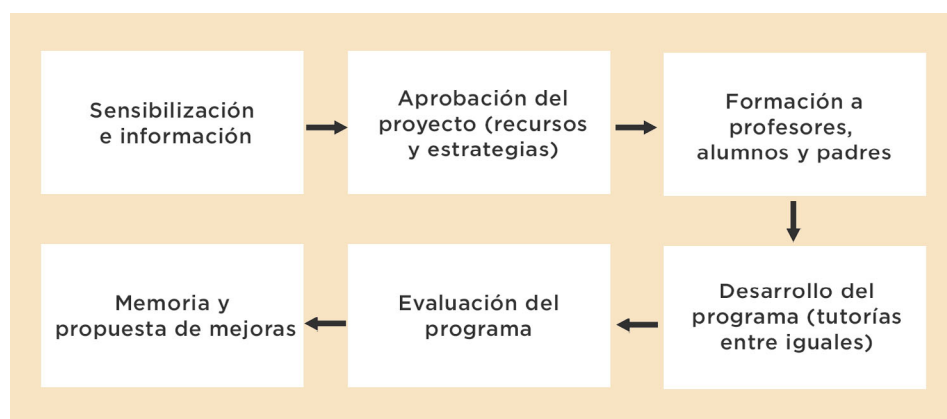 Sensibilización
e información
Aprobación del
proyecto (recursos
y estrategias)
Formación a
profesores,
alumnos y padres
Desarrollo del
programa (tutorías
entre iguales)
Evaluación del
programa
Memoria y
propuesta de mejoras